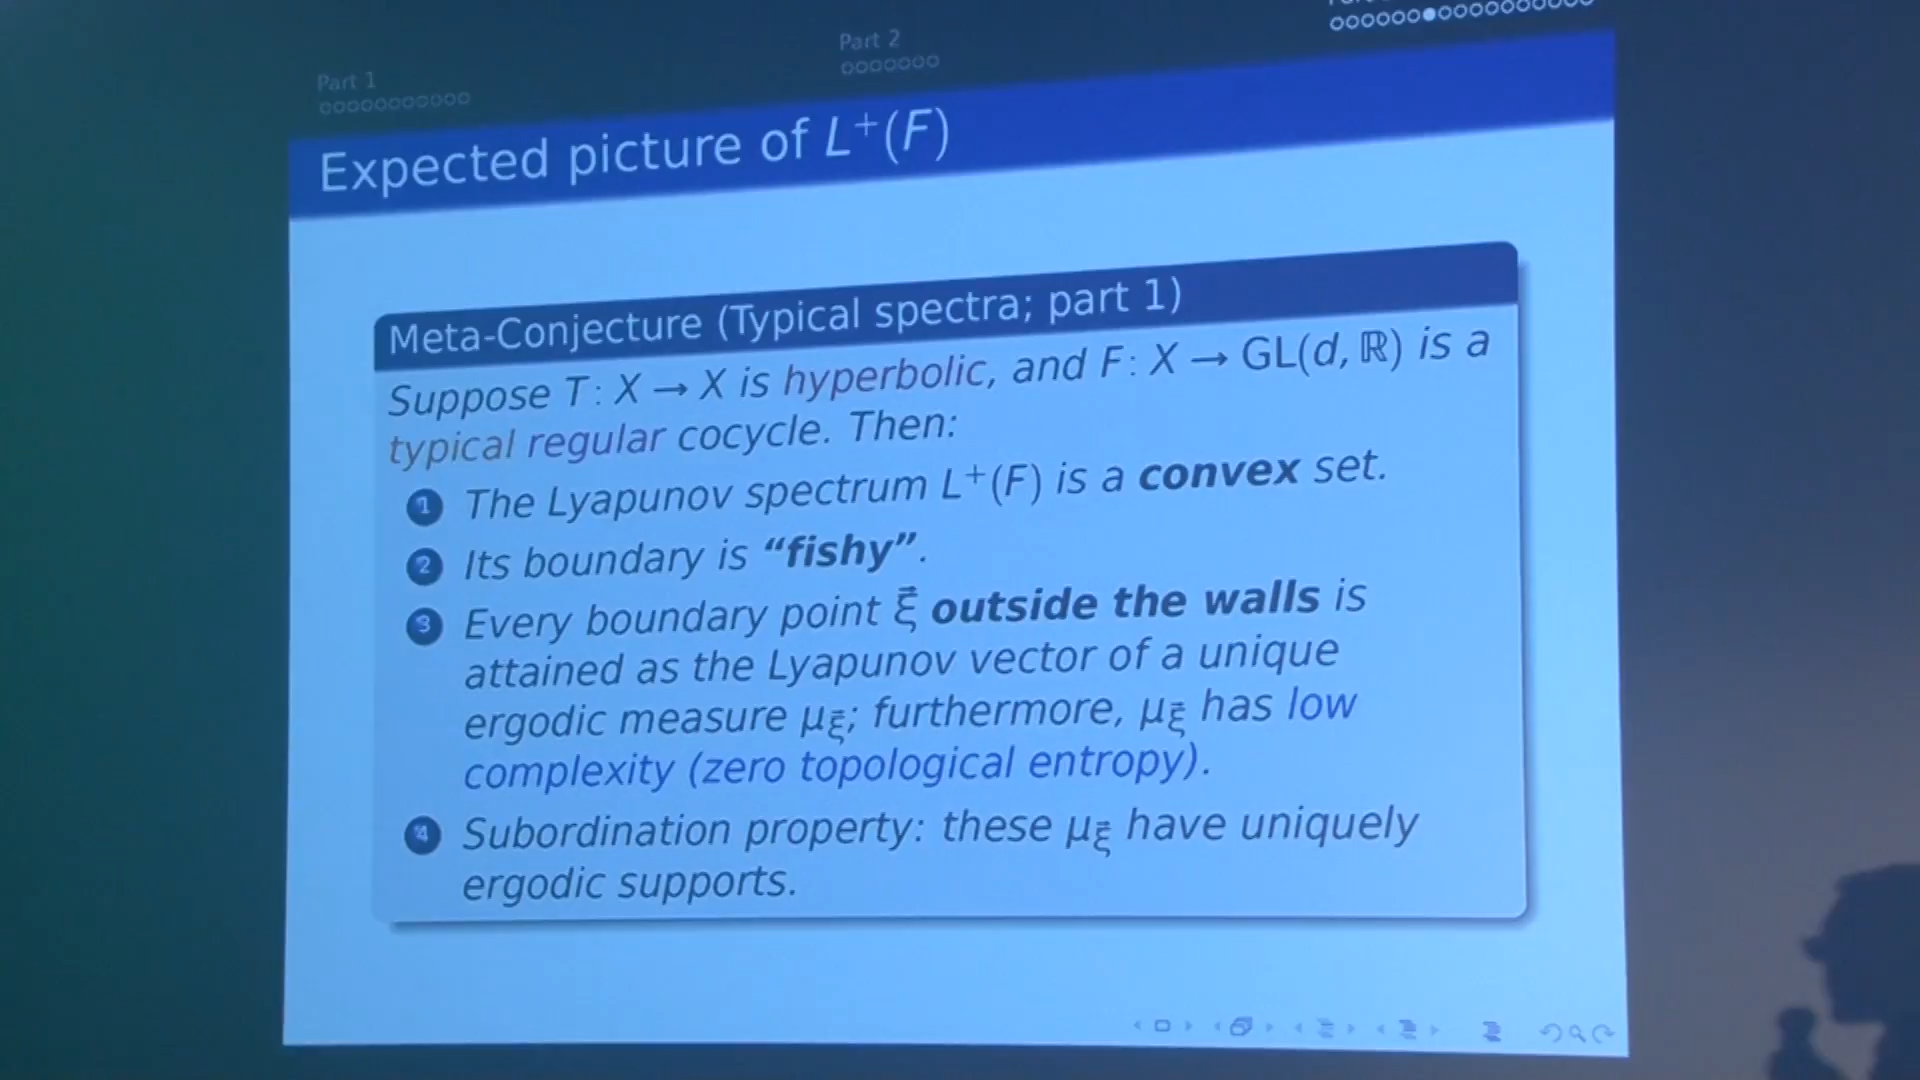 Part 1
Part 2
Expected picture of L⁺(F)
Meta-Conjecture (Typical spectra; part 1)
Suppose T: X → X is hyperbolic, and F: X → GL(d, ℝ) is a
typical regular cocycle. Then:
1 The Lyapunov spectrum L⁺(F) is a convex set.
2 Its boundary is “fishy”.
3 Every boundary point ξ⃗ outside the walls is
attained as the Lyapunov vector of a unique
ergodic measure μ_ξ⃗; furthermore, μ_ξ⃗ has low
complexity (zero topological entropy).
4 Subordination property: these μ_ξ⃗ have uniquely
ergodic supports.